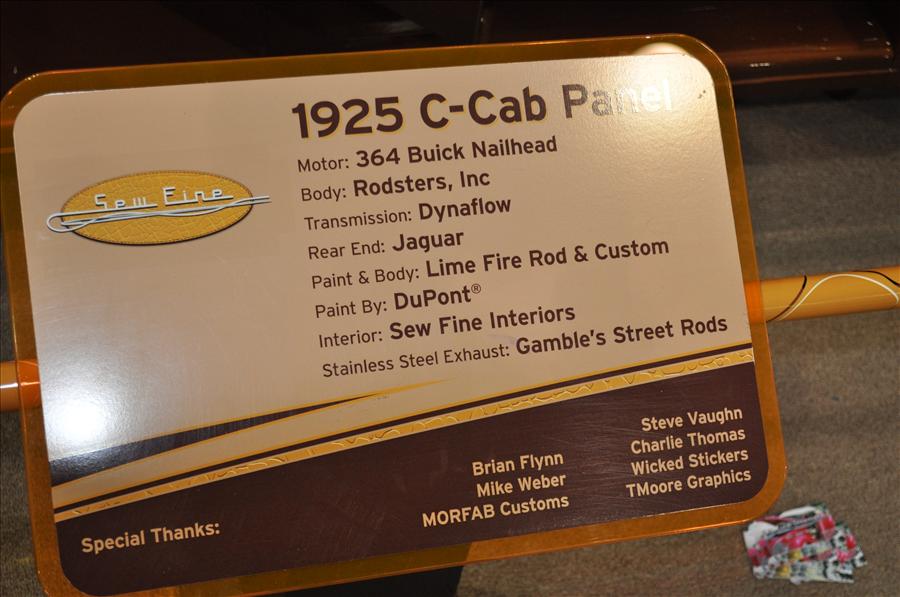 1925 C-Cab Panel
Sew Fine
Motor: 364 Buick Nailhead
Body: Rodsters, Inc
Transmission: Dynaflow
Rear End: Jaguar
Paint & Body: Lime Fire Rod & Custom
Paint By: DuPont®
Interior: Sew Fine Interiors
Stainless Steel Exhaust: Gamble's Street Rods
Special Thanks:
Brian Flynn
Mike Weber
MORFAB Customs
Steve Vaughn
Charlie Thomas
Wicked Stickers
TMoore Graphics